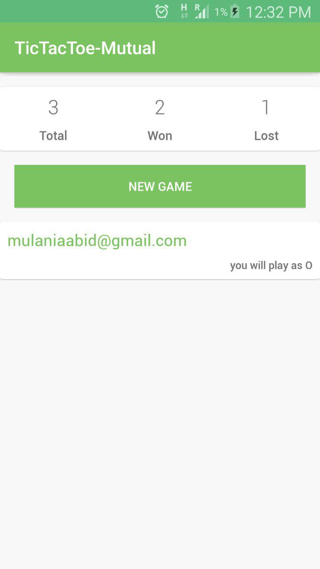 H R 1% 12:32 PM
TicTacToe-Mutual
3 2 1
Total Won Lost
NEW GAME
mulaniaabid@gmail.com
you will play as O